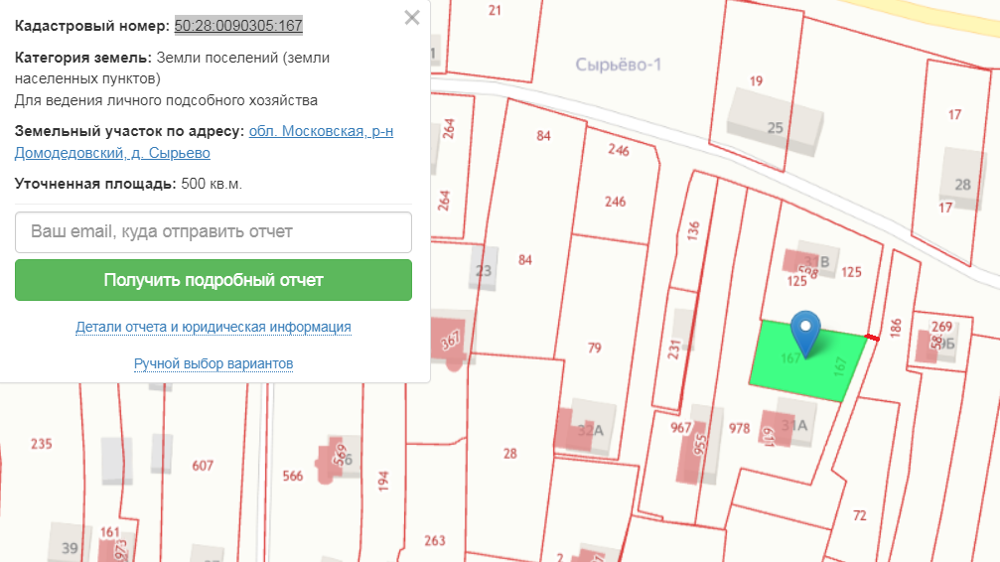 Кадастровый номер: 50:28:0090305:167
Категория земель: Земли поселений (земли
населенных пунктов)
Для ведения личного подсобного хозяйства
Земельный участок по адресу: обл. Московская, р-н
Домодедовский, д. Сырьево
Уточненная площадь: 500 кв.м.
Ваш email, куда отправить отчет
Получить подробный отчет
Детали отчета и юридическая информация
Ручной выбор вариантов
21
Сырьёво-1
19
25
17
28
17
264
264
84
246
246
84
136
23
31В
598
125
125
186
269
367
79
231
167
167
32А
967
955
978
31А
119
235
607
566
569
194
28
72
161
973
39
263
2